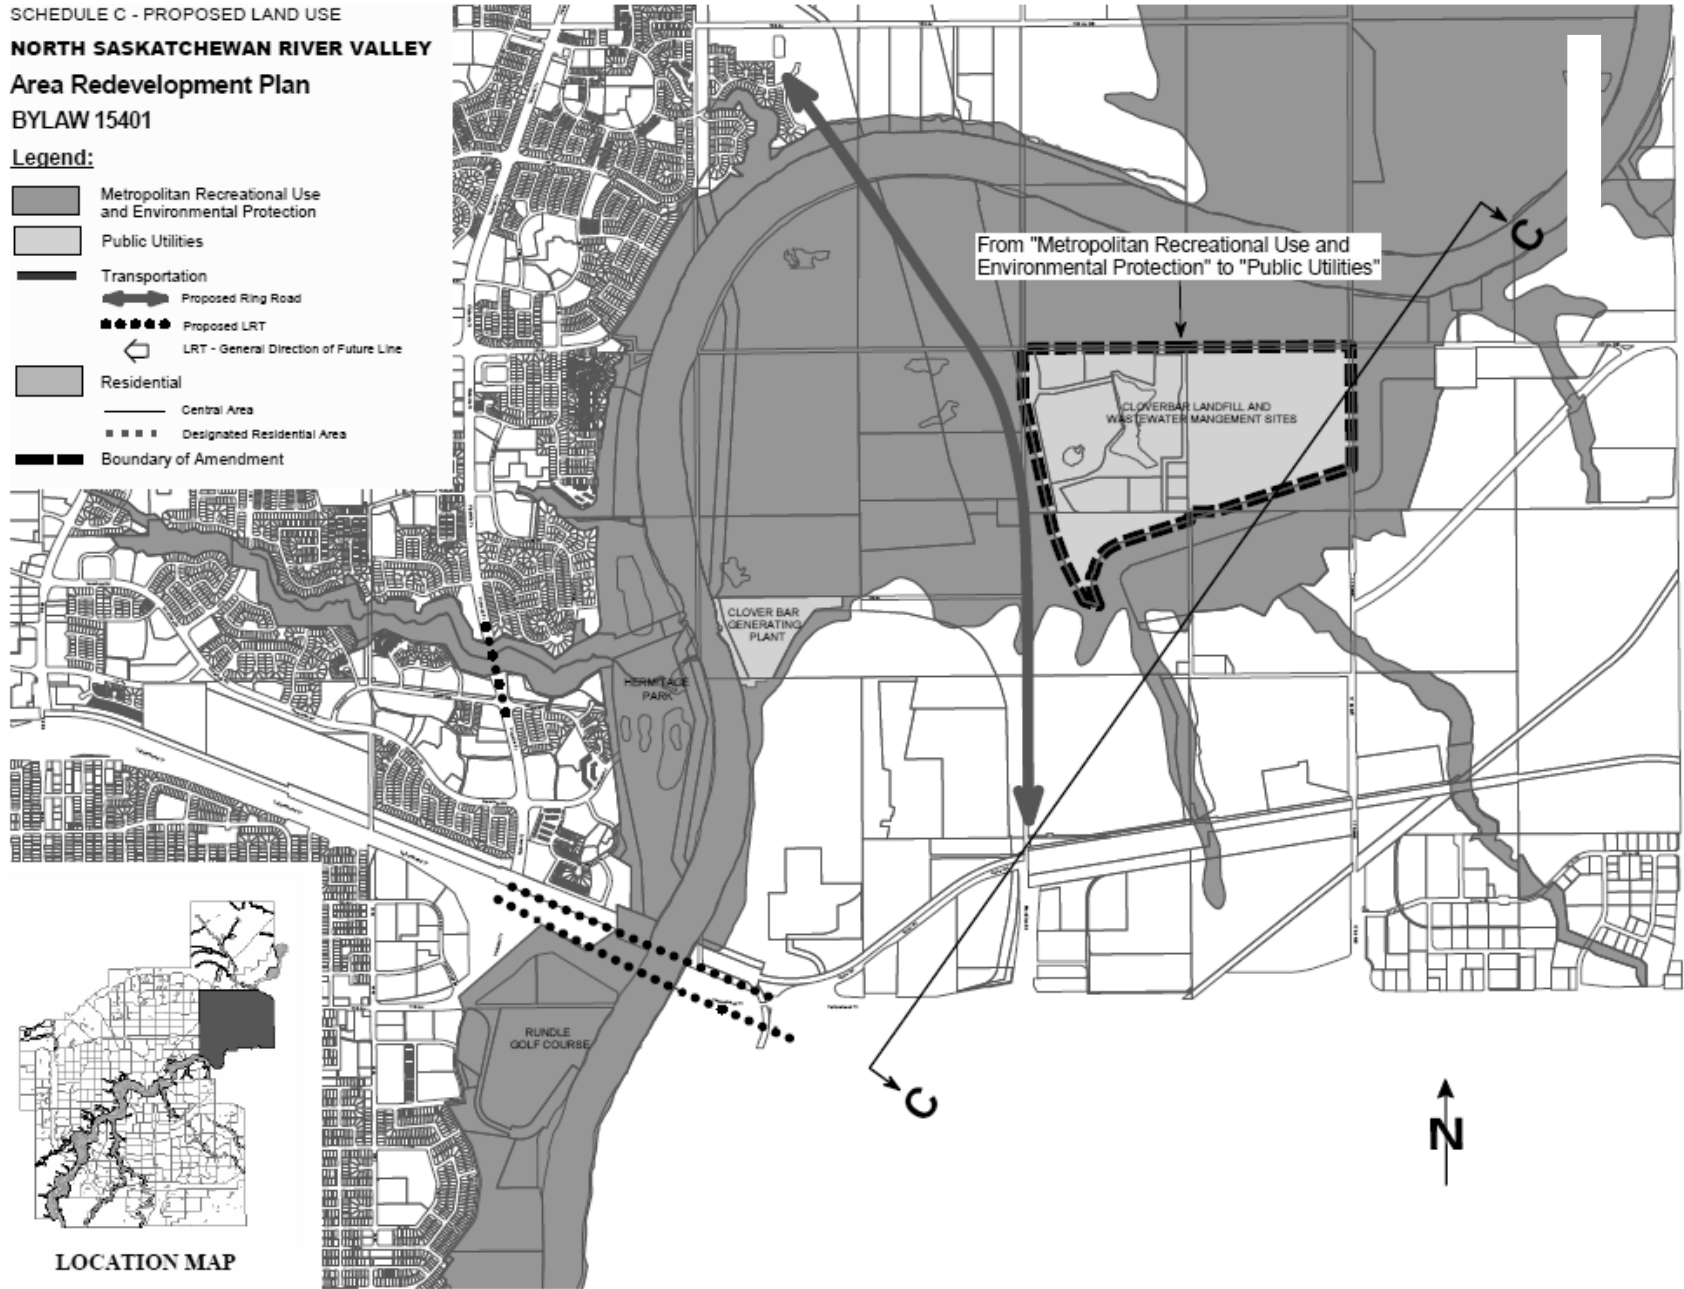 SCHEDULE C - PROPOSED LAND USE
NORTH SASKATCHEWAN RIVER VALLEY
Area Redevelopment Plan
BYLAW 15401
Legend:
Metropolitan Recreational Use
and Environmental Protection
Public Utilities
Transportation
Proposed Ring Road
Proposed LRT
LRT - General Direction of Future Line
Residential
Central Area
Designated Residential Area
Boundary of Amendment
From "Metropolitan Recreational Use and
Environmental Protection" to "Public Utilities"
C
CLOVERBAR LANDFILL AND
WASTEWATER MANGEMENT SITES
CLOVER BAR
GENERATING
PLANT
HERMITAGE
PARK
RUNDLE
GOLF COURSE
C
N
LOCATION MAP